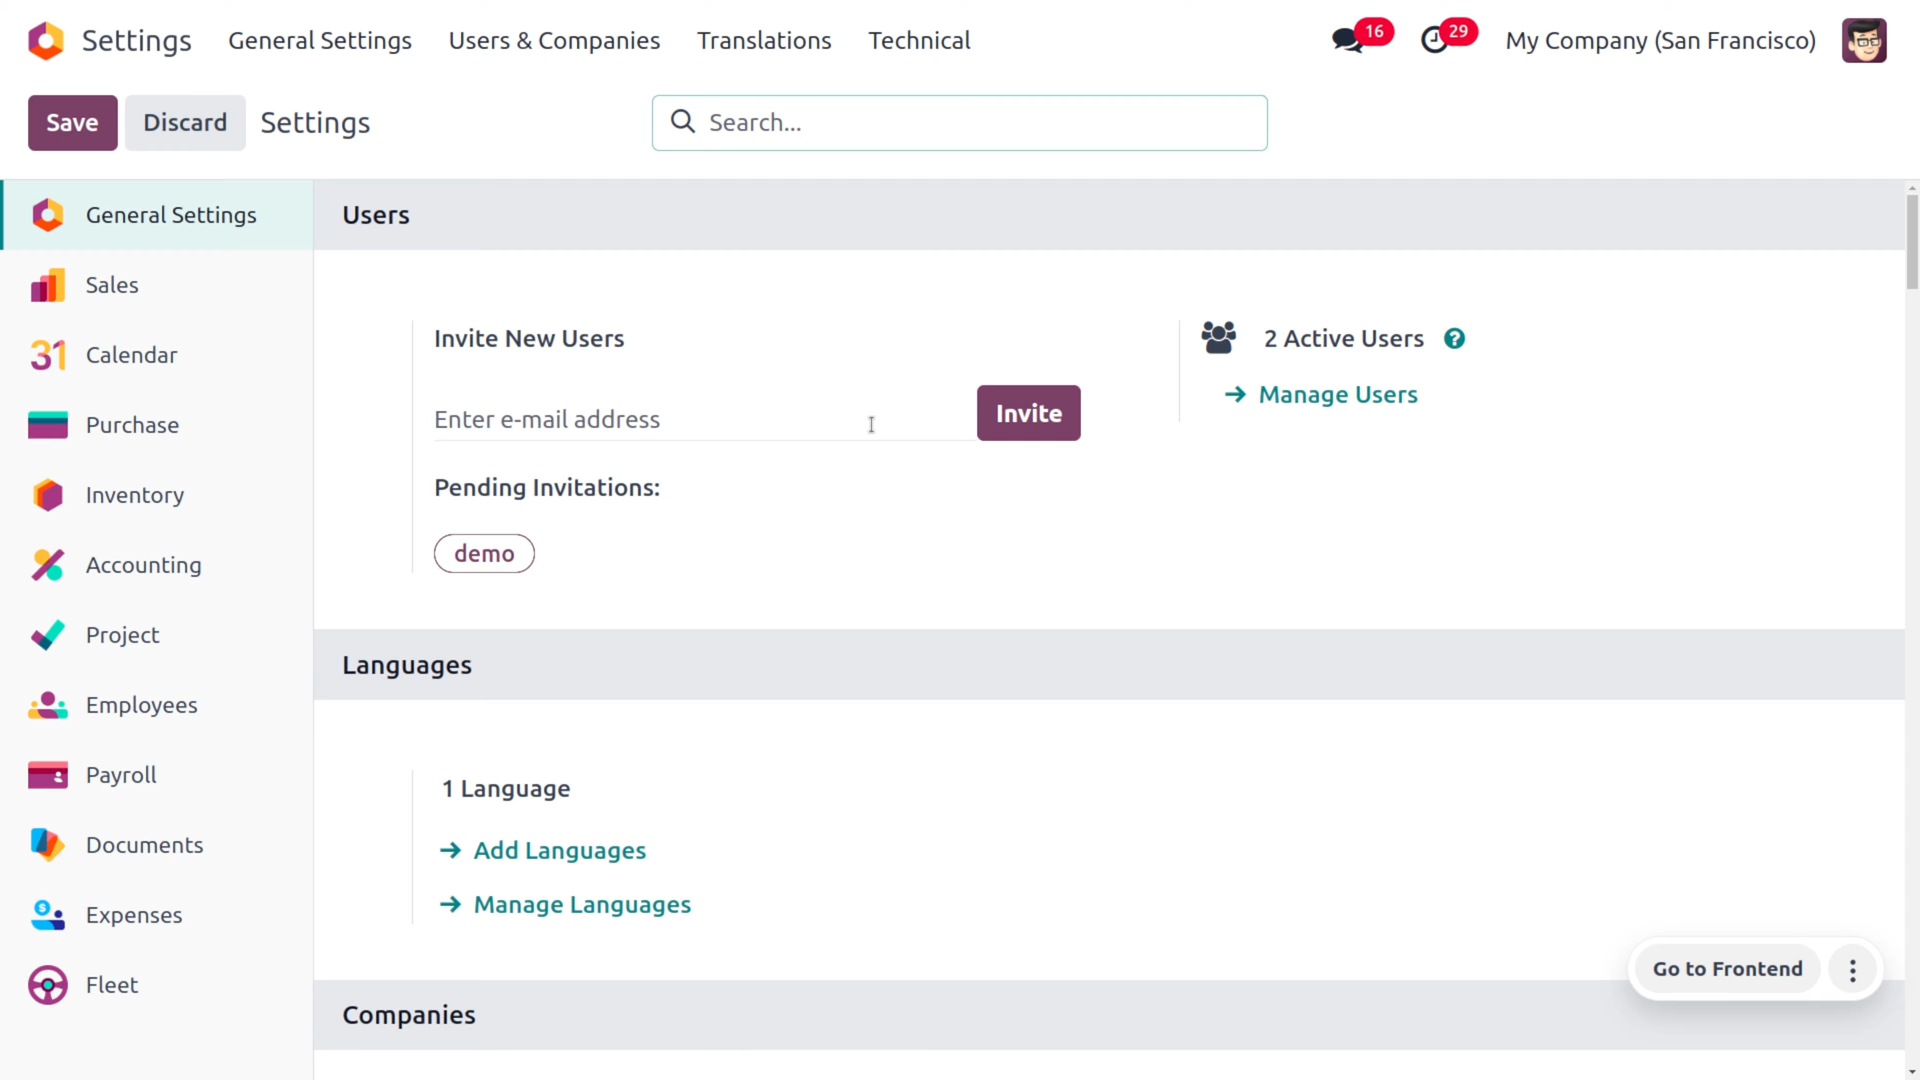 Settings General Settings Users & Companies Translations Technical 16 29 My Company (San Francisco)
Save Discard Settings Search...
General Settings
Sales
31 Calendar
Purchase
Inventory
Accounting
Project
Employees
Payroll
Documents
$ Expenses
Fleet
Users
Invite New Users
Enter e-mail address Invite
Pending Invitations:
demo
2 Active Users ?
→ Manage Users
Languages
1 Language
→ Add Languages
→ Manage Languages
Companies
Go to Frontend